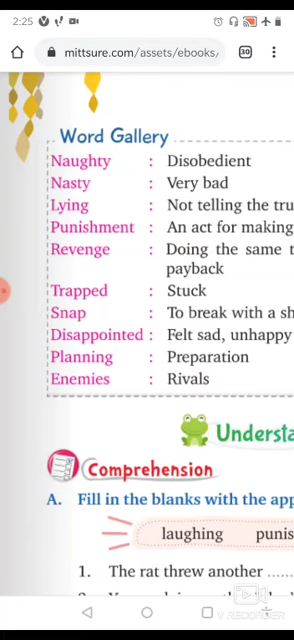 2:25
mittsure.com/assets/ebooks/
30
Word Gallery
Naughty : Disobedient
Nasty : Very bad
Lying : Not telling the tru
Punishment : An act for making
Revenge : Doing the same t
payback
Trapped : Stuck
Snap : To break with a sh
Disappointed : Felt sad, unhappy
Planning : Preparation
Enemies : Rivals
Understa
Comprehension
A. Fill in the blanks with the app
laughing punis
1. The rat threw another .....
V RECORDER